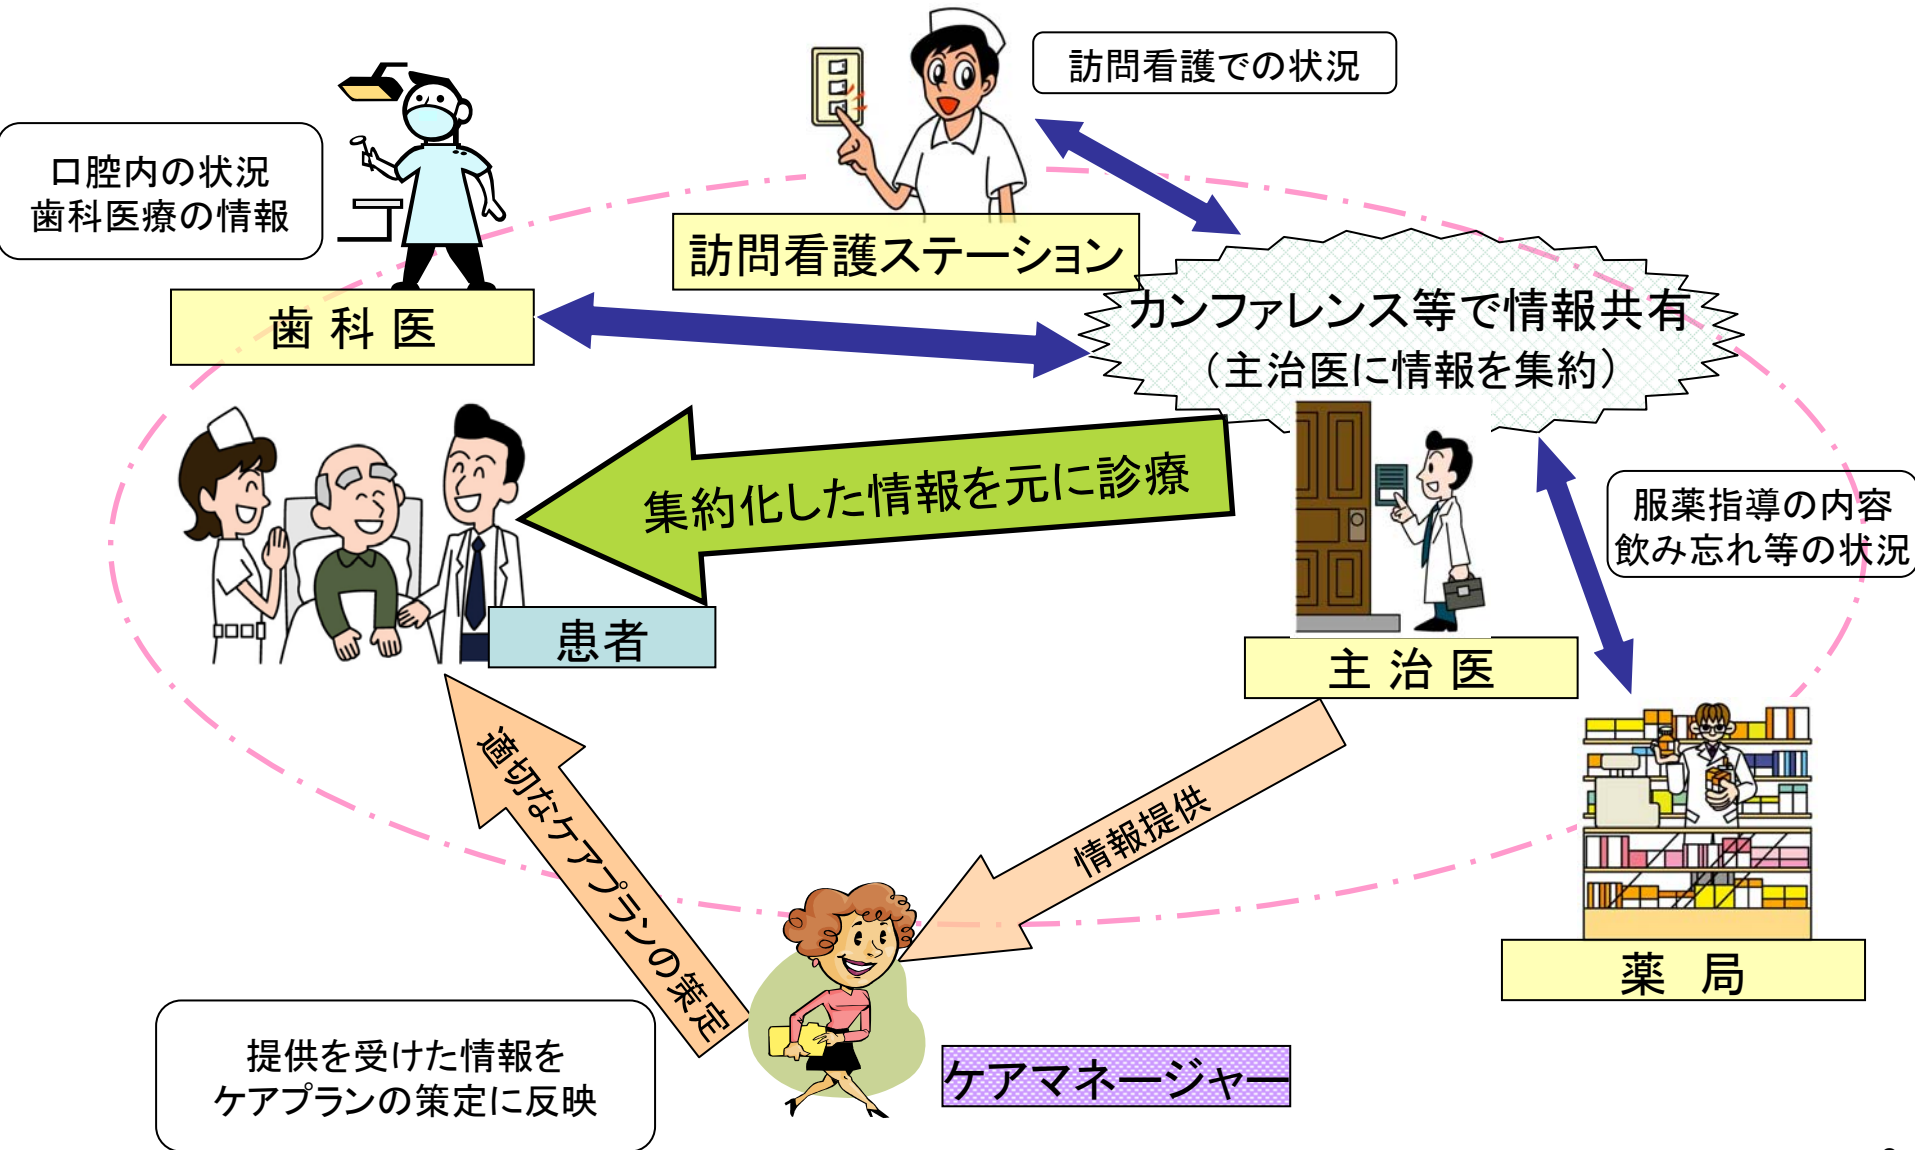 訪問看護での状況
口腔内の状況
歯科医療の情報
訪問看護ステーション
歯 科 医
カンファレンス等で情報共有
（主治医に情報を集約）
集約化した情報を元に診療
服薬指導の内容
飲み忘れ等の状況
患者
主 治 医
適切なケアプランの策定
情報提供
薬 局
提供を受けた情報を
ケアプランの策定に反映
ケアマネージャー